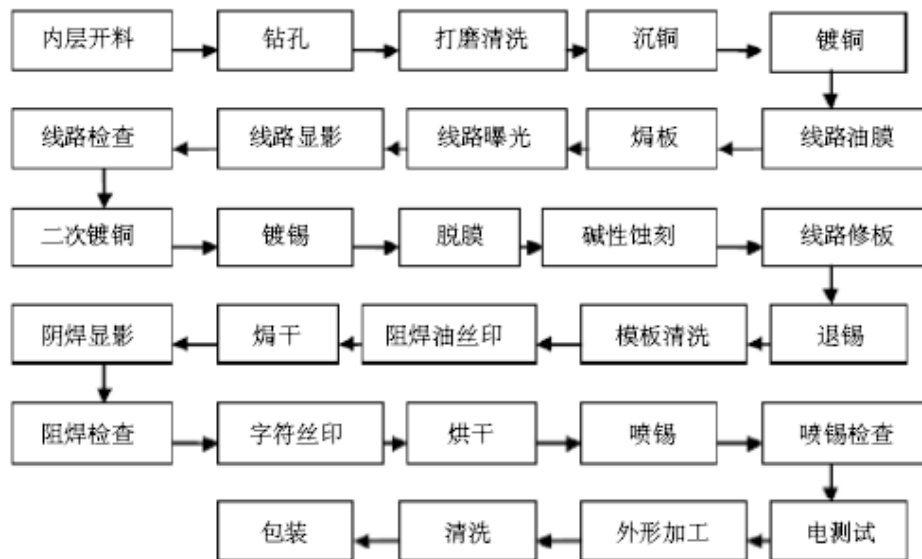 内层开料 钻孔 打磨清洗 沉铜 镀铜
线路检查 线路显影 线路曝光 焗板 线路油膜
二次镀铜 镀锡 脱膜 碱性蚀刻 线路修板
阴焊显影 焗干 阻焊油丝印 模板清洗 退锡
阻焊检查 字符丝印 烘干 喷锡 喷锡检查
包装 清洗 外形加工 电测试